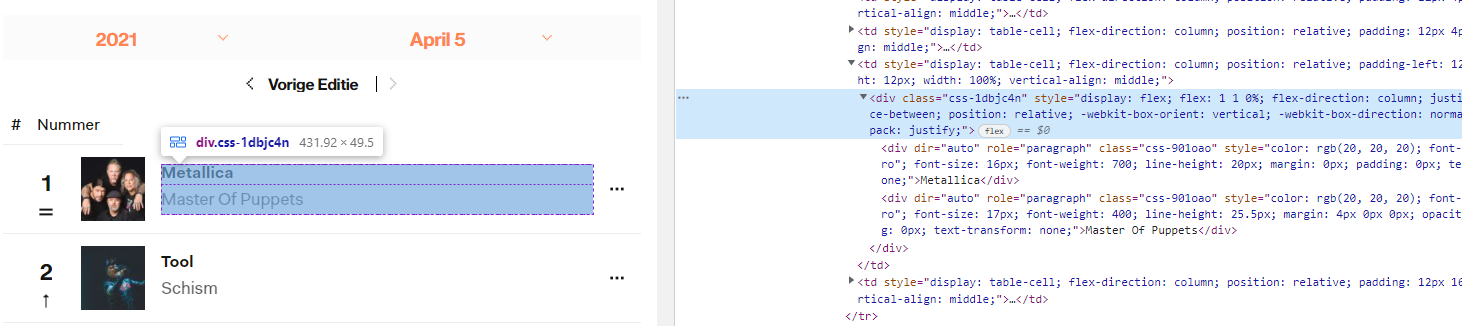 2021
April 5
Vorige Editie
# Nummer
div.css-1dbjc4n 431.92 × 49.5
1
=
Metallica
Master Of Puppets
...
2
↑
Tool
Schism
...
rtical-align: middle;">…</td>
<td style="display: table-cell; flex-direction: column; position: relative; padding: 12px 4p
gn: middle;">…</td>
<td style="display: table-cell; flex-direction: column; position: relative; padding-left: 12
ht: 12px; width: 100%; vertical-align: middle;">
<div class="css-1dbjc4n" style="display: flex; flex: 1 1 0%; flex-direction: column; justi
ce-between; position: relative; -webkit-box-orient: vertical; -webkit-box-direction: norma
pack: justify;"> flex == $0
<div dir="auto" role="paragraph" class="css-901oao" style="color: rgb(20, 20, 20); font-
ro"; font-size: 16px; font-weight: 700; line-height: 20px; margin: 0px; padding: 0px; te
one;">Metallica</div>
<div dir="auto" role="paragraph" class="css-901oao" style="color: rgb(20, 20, 20); font-
ro"; font-size: 17px; font-weight: 400; line-height: 25.5px; margin: 4px 0px 0px; opacit
g: 0px; text-transform: none;">Master Of Puppets</div>
</div>
</td>
<td style="display: table-cell; flex-direction: column; position: relative; padding: 12px 16
rtical-align: middle;">…</td>
</tr>